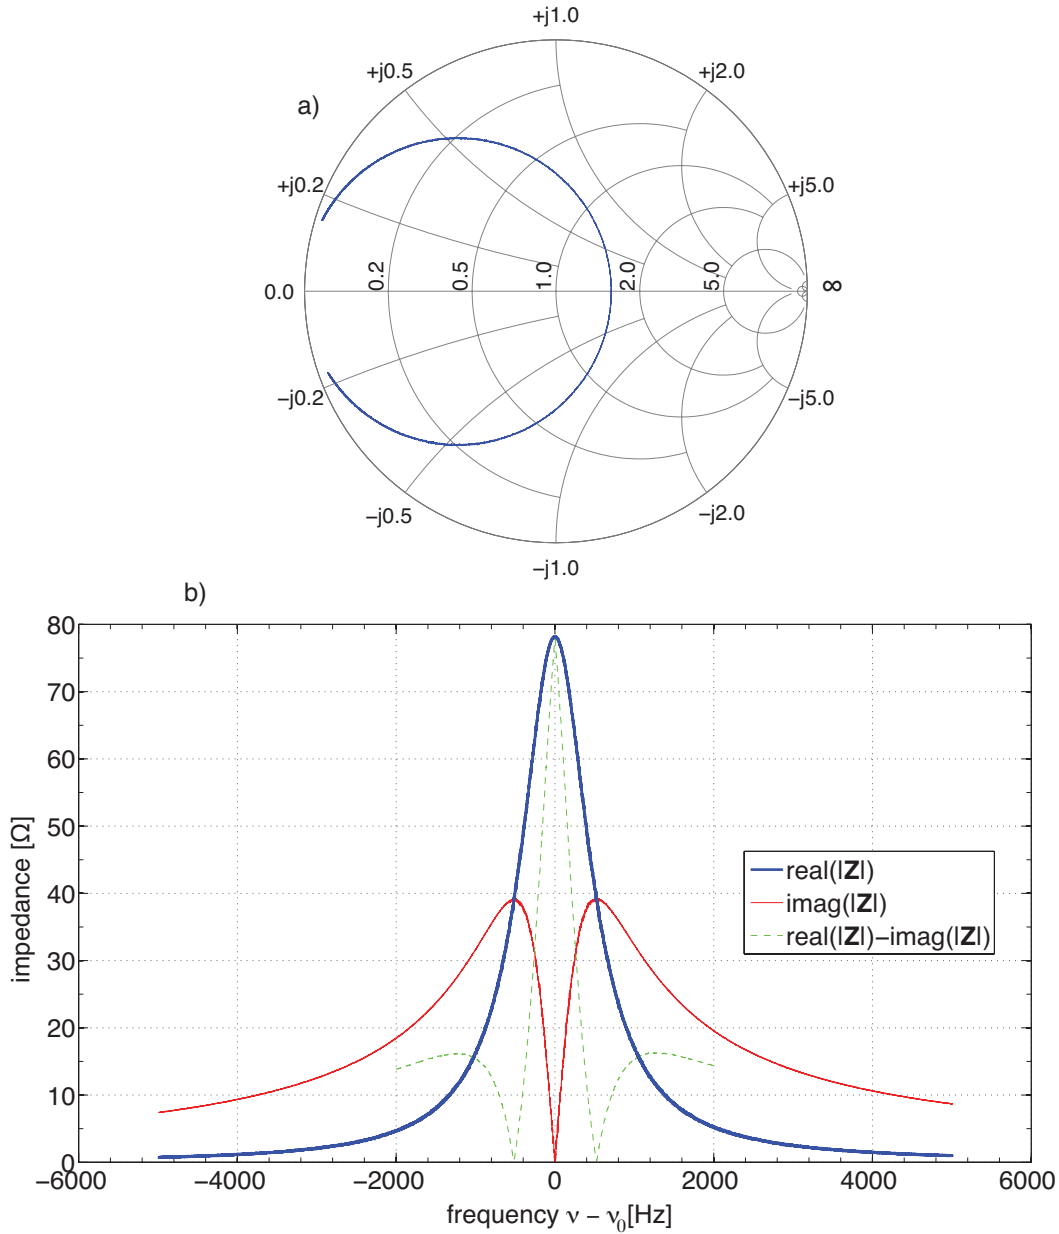 +j1.0
+j0.5
+j2.0
a)
+j0.2
+j5.0
0.0
0.2
0.5
1.0
2.0
5.0
∞
−j0.2
−j5.0
−j0.5
−j2.0
−j1.0
b)
80
70
60
50
40
30
20
10
0
impedance [Ω]
real(|Z|)
imag(|Z|)
real(|Z|)−imag(|Z|)
−6000
−4000
−2000
0
2000
4000
6000
frequency ν − ν0[Hz]